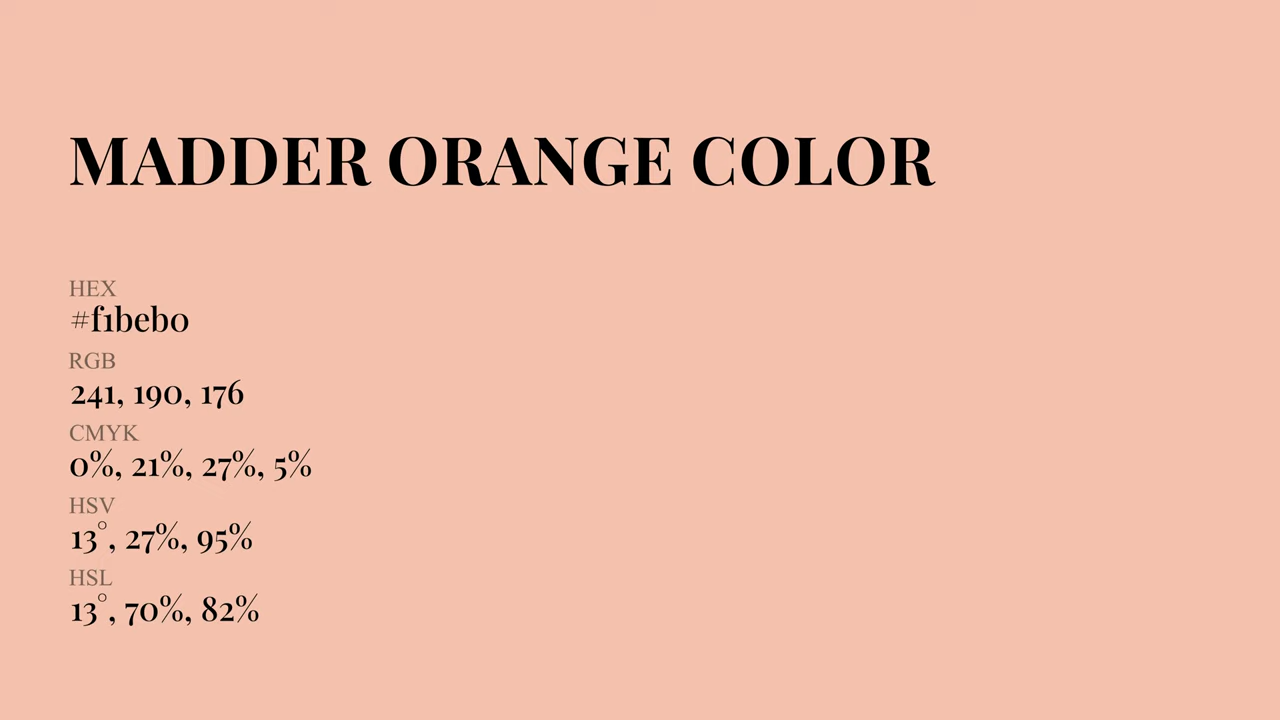 MADDER ORANGE COLOR
HEX
#f1beb0
RGB
241, 190, 176
CMYK
0%, 21%, 27%, 5%
HSV
13°, 27%, 95%
HSL
13°, 70%, 82%